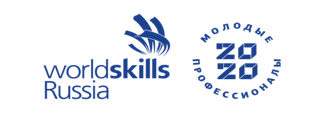 worldskills
Russia
МОЛОДЫЕ
2020
ПРОФЕССИОНАЛЫ